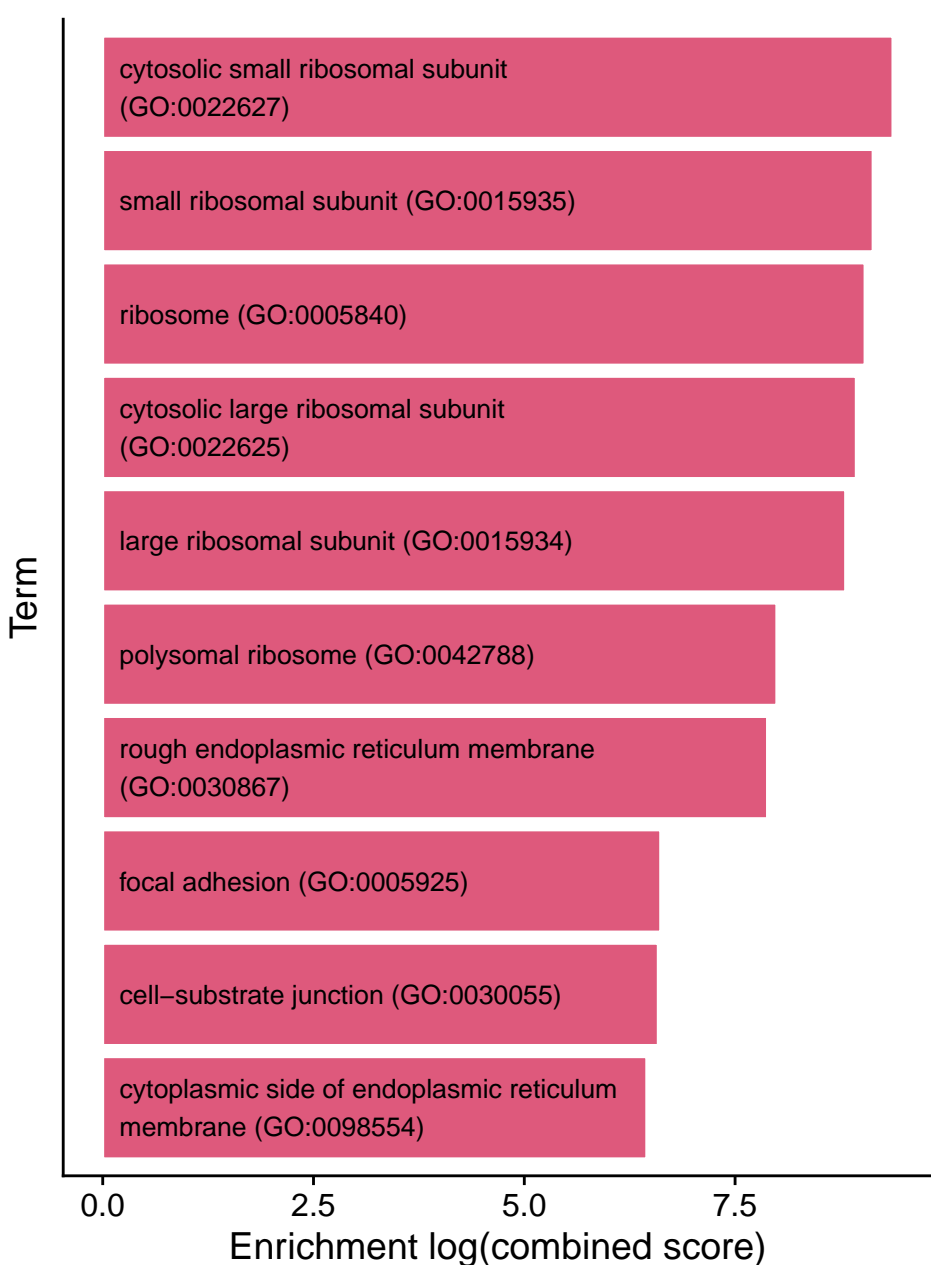 cytosolic small ribosomal subunit
(GO:0022627)
small ribosomal subunit (GO:0015935)
ribosome (GO:0005840)
cytosolic large ribosomal subunit
(GO:0022625)
large ribosomal subunit (GO:0015934)
polysomal ribosome (GO:0042788)
rough endoplasmic reticulum membrane
(GO:0030867)
focal adhesion (GO:0005925)
cell−substrate junction (GO:0030055)
cytoplasmic side of endoplasmic reticulum
membrane (GO:0098554)
Term
0.0 2.5 5.0 7.5
Enrichment log(combined score)